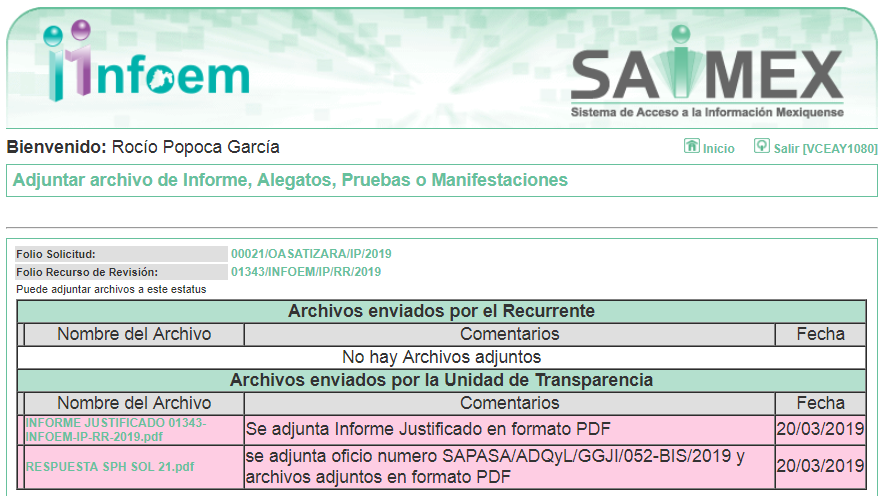 infoem
SAIMEX
Sistema de Acceso a la Información Mexiquense
Bienvenido: Rocío Popoca García
Inicio
Salir [VCEAY1080]
Adjuntar archivo de Informe, Alegatos, Pruebas o Manifestaciones
Folio Solicitud: 00021/OASATIZARA/IP/2019
Folio Recurso de Revisión: 01343/INFOEM/IP/RR/2019
Puede adjuntar archivos a este estatus
Archivos enviados por el Recurrente
Nombre del Archivo Comentarios Fecha
No hay Archivos adjuntos
Archivos enviados por la Unidad de Transparencia
Nombre del Archivo Comentarios Fecha
INFORME JUSTIFICADO 01343-
INFOEM-IP-RR-2019.pdf
Se adjunta Informe Justificado en formato PDF
20/03/2019
RESPUESTA SPH SOL 21.pdf
se adjunta oficio numero SAPASA/ADQyL/GGJI/052-BIS/2019 y
archivos adjuntos en formato PDF
20/03/2019